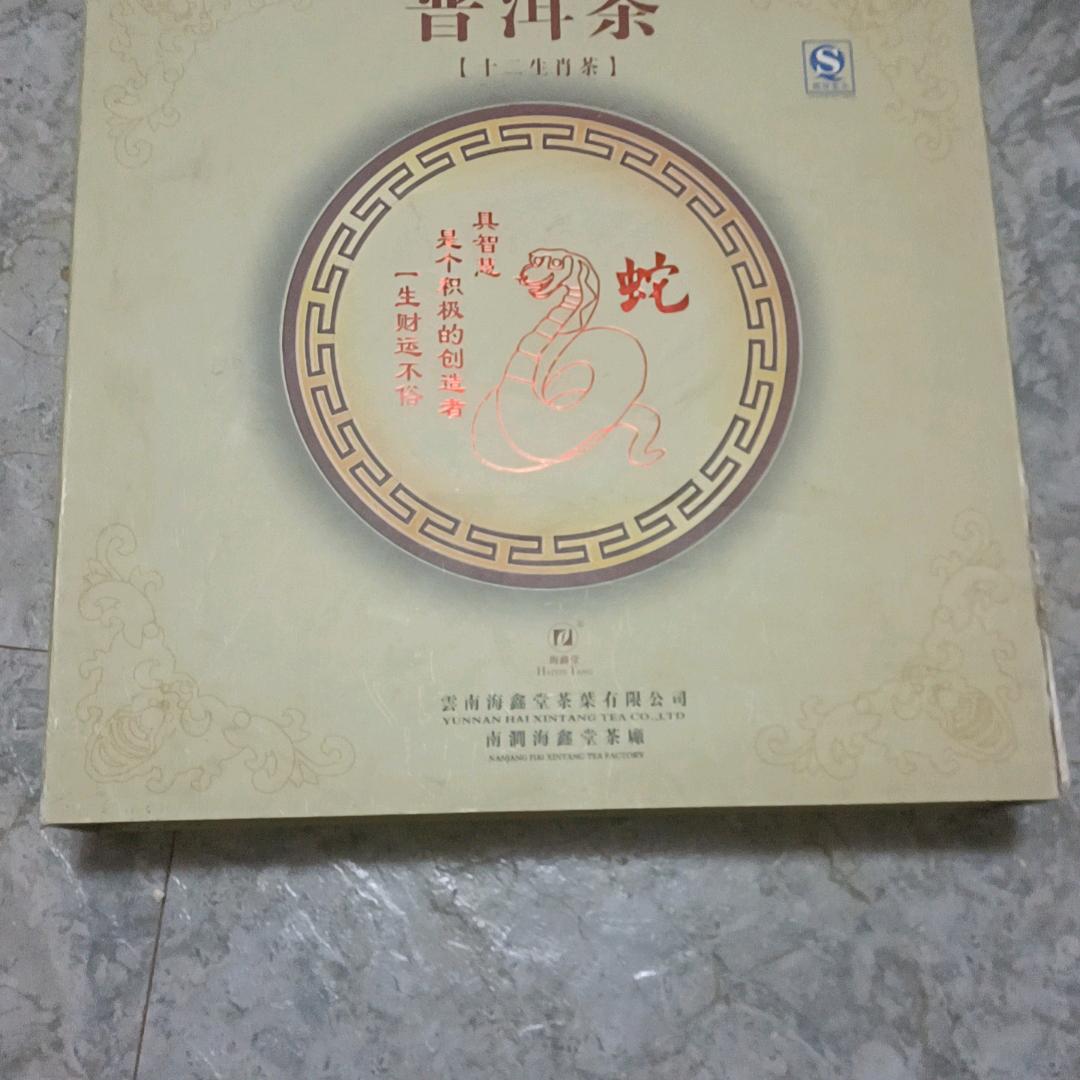 普洱茶
【十二生肖茶】
蛇
具智慧
是个积极的创造者
一生财运不俗
海鑫堂
雲南海鑫堂茶葉有限公司
YUNNAN HAI XINTANG TEA CO.,LTD
南澗海鑫堂茶廠
NANJANG HAI XINTANG TEA FACTORY